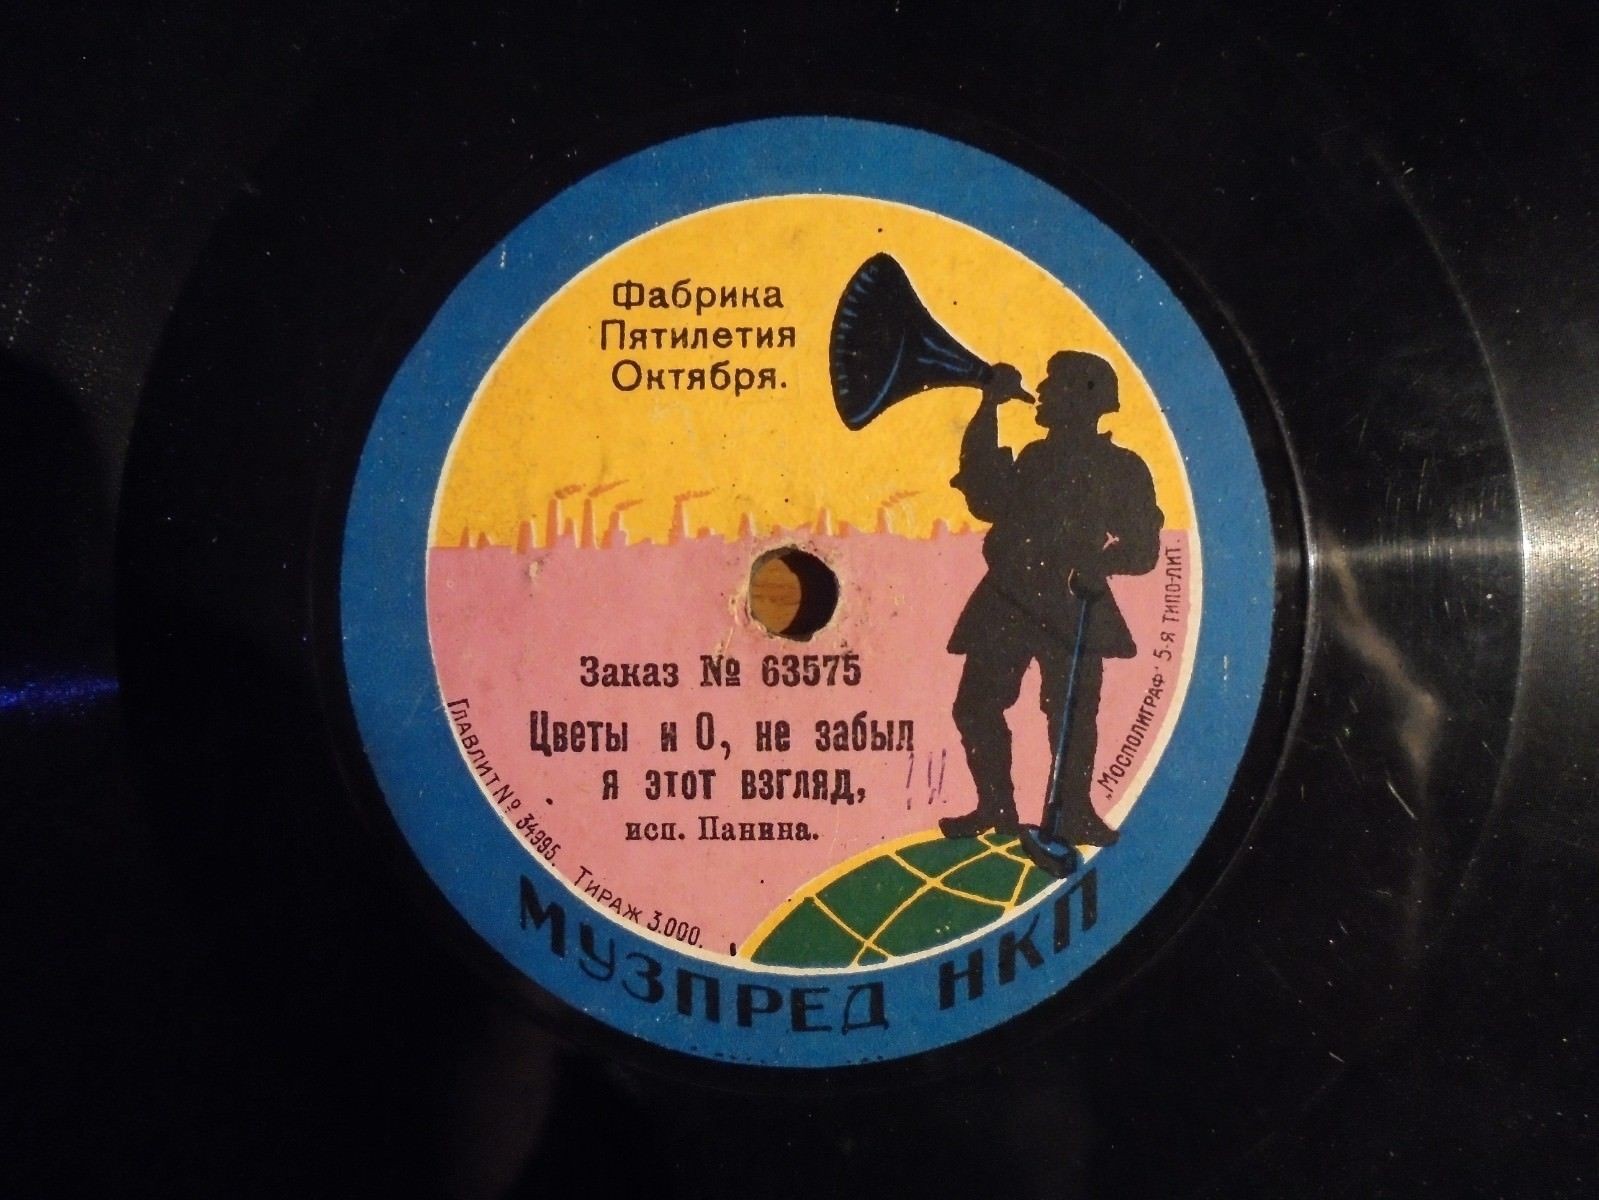 Фабрика
Пятилетия
Октября.
Заказ № 63575
Цветы и О, не забыл
я этот взгляд,
исп. Панина.
Главлит № 34995. Тираж 3.000.
"Мосполиграф" 5-я типо-лит.
МУЗПРЕД НКП